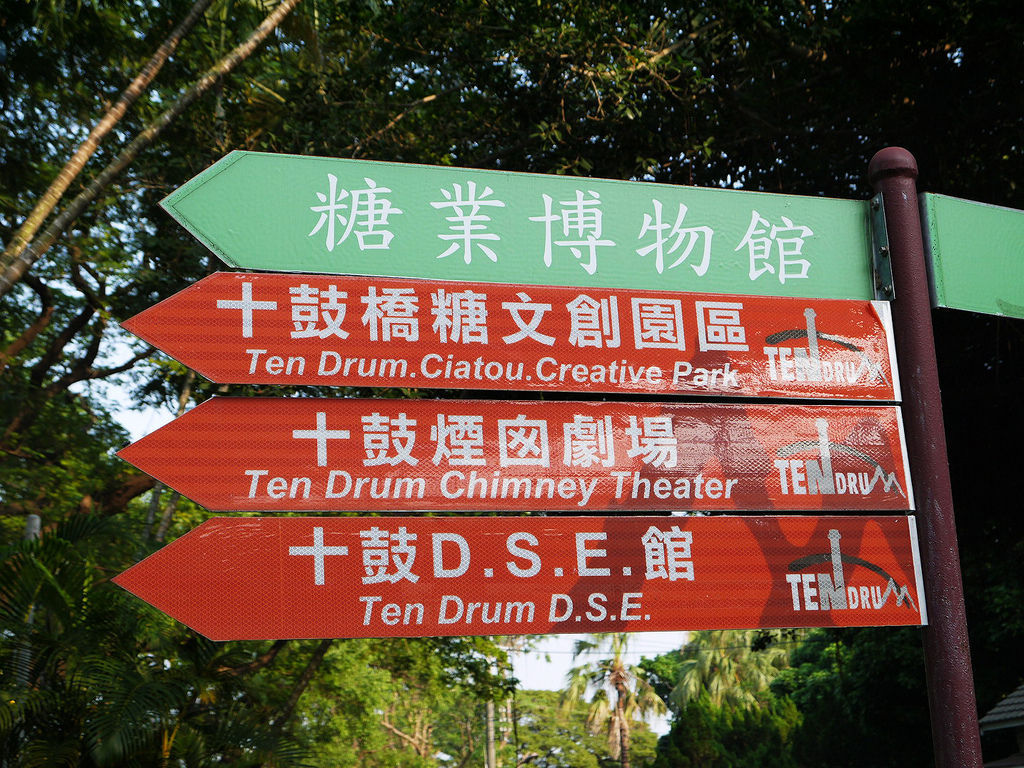 糖業博物館
十鼓橋糖文創園區
Ten Drum.Ciatou.Creative Park
TEN DRUM
十鼓煙囪劇場
Ten Drum Chimney Theater
TEN DRUM
十鼓D.S.E.館
Ten Drum D.S.E.
TEN DRUM